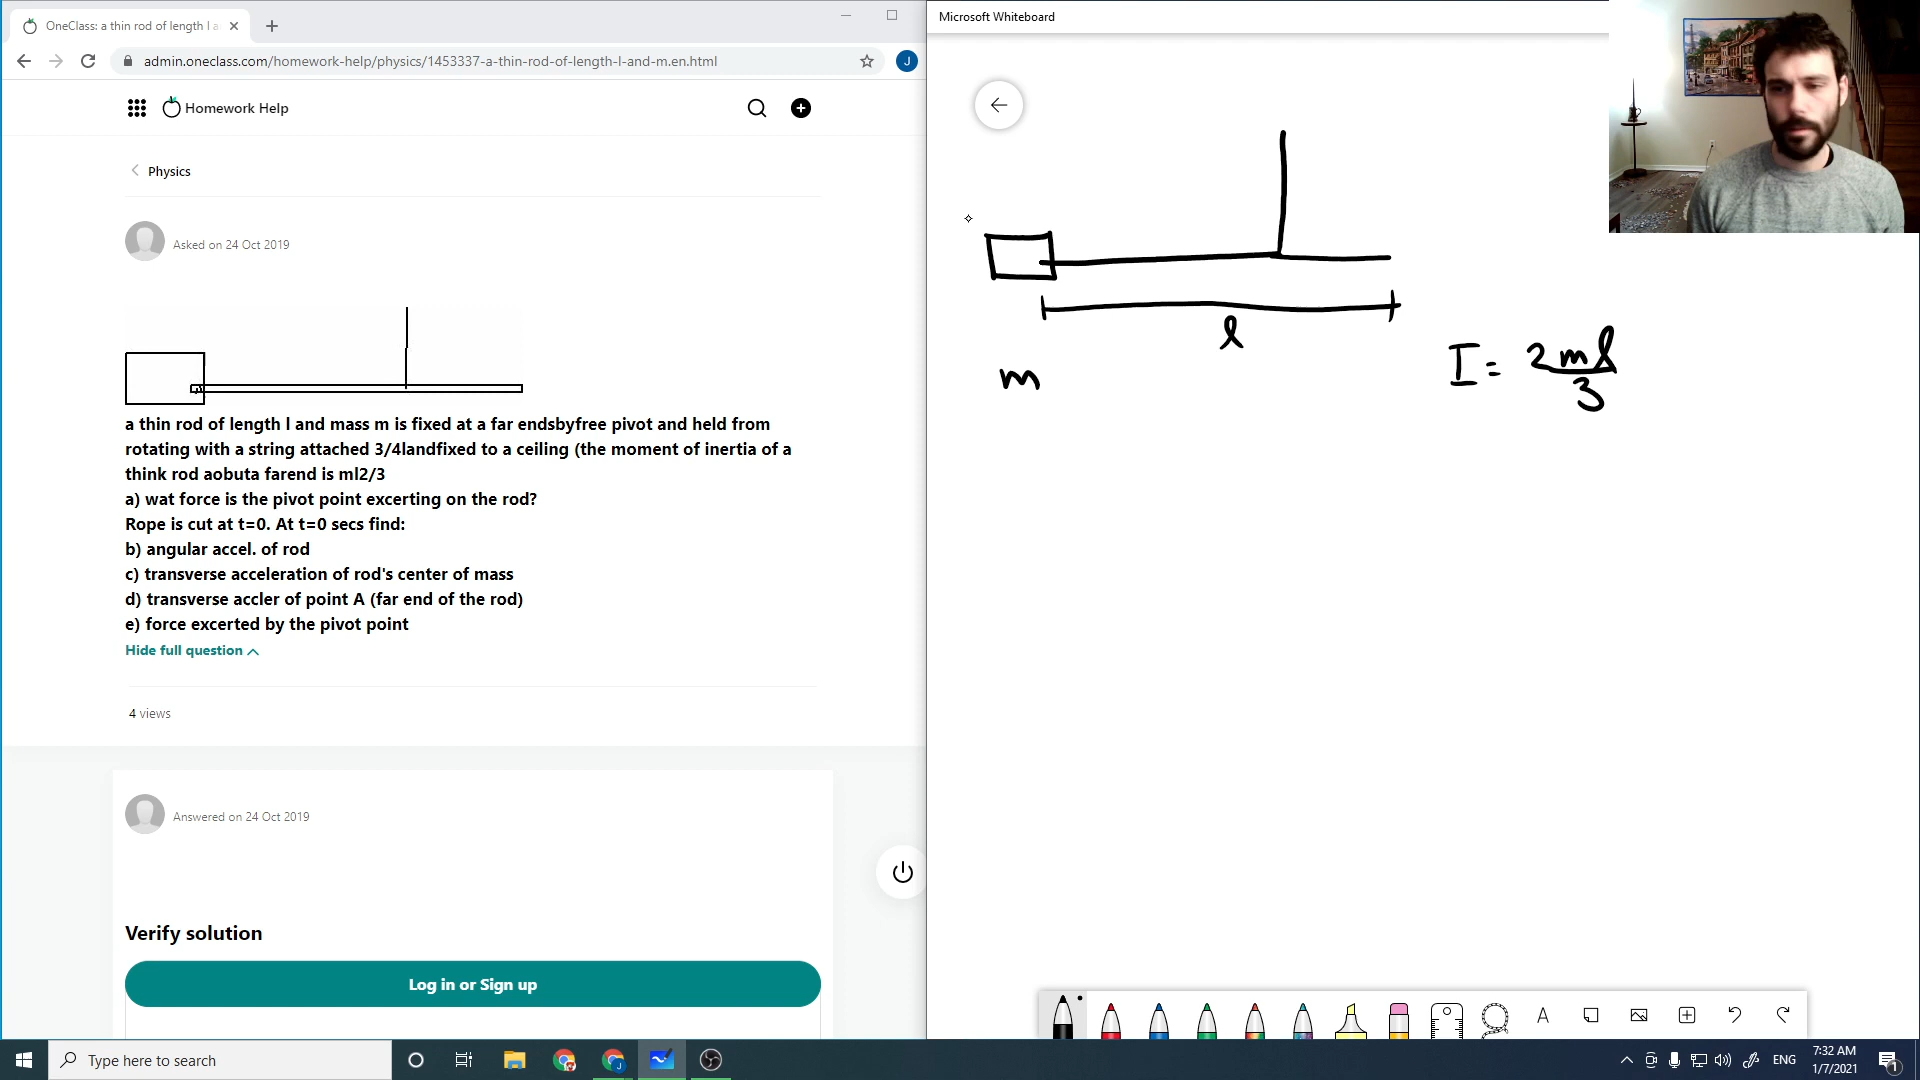 OneClass: a thin rod of length l a
admin.oneclass.com/homework-help/physics/1453337-a-thin-rod-of-length-l-and-m.en.html
J
Homework Help
Physics
Asked on 24 Oct 2019
a thin rod of length l and mass m is fixed at a far endsbyfree pivot and held from
rotating with a string attached 3/4landfixed to a ceiling (the moment of inertia of a
think rod aobuta farend is ml2/3
a) wat force is the pivot point excerting on the rod?
Rope is cut at t=0. At t=0 secs find:
b) angular accel. of rod
c) transverse acceleration of rod's center of mass
d) transverse accler of point A (far end of the rod)
e) force excerted by the pivot point
Hide full question
4 views
Answered on 24 Oct 2019
Verify solution
Log in or Sign up
Microsoft Whiteboard
l
m
I = 2ml/3
A
Type here to search
J
ENG
7:32 AM
1/7/2021
1